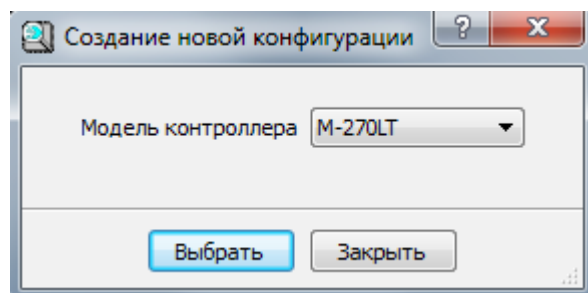 Создание новой конфигурации ? X
Модель контроллера M-270LT
Выбрать Закрыть